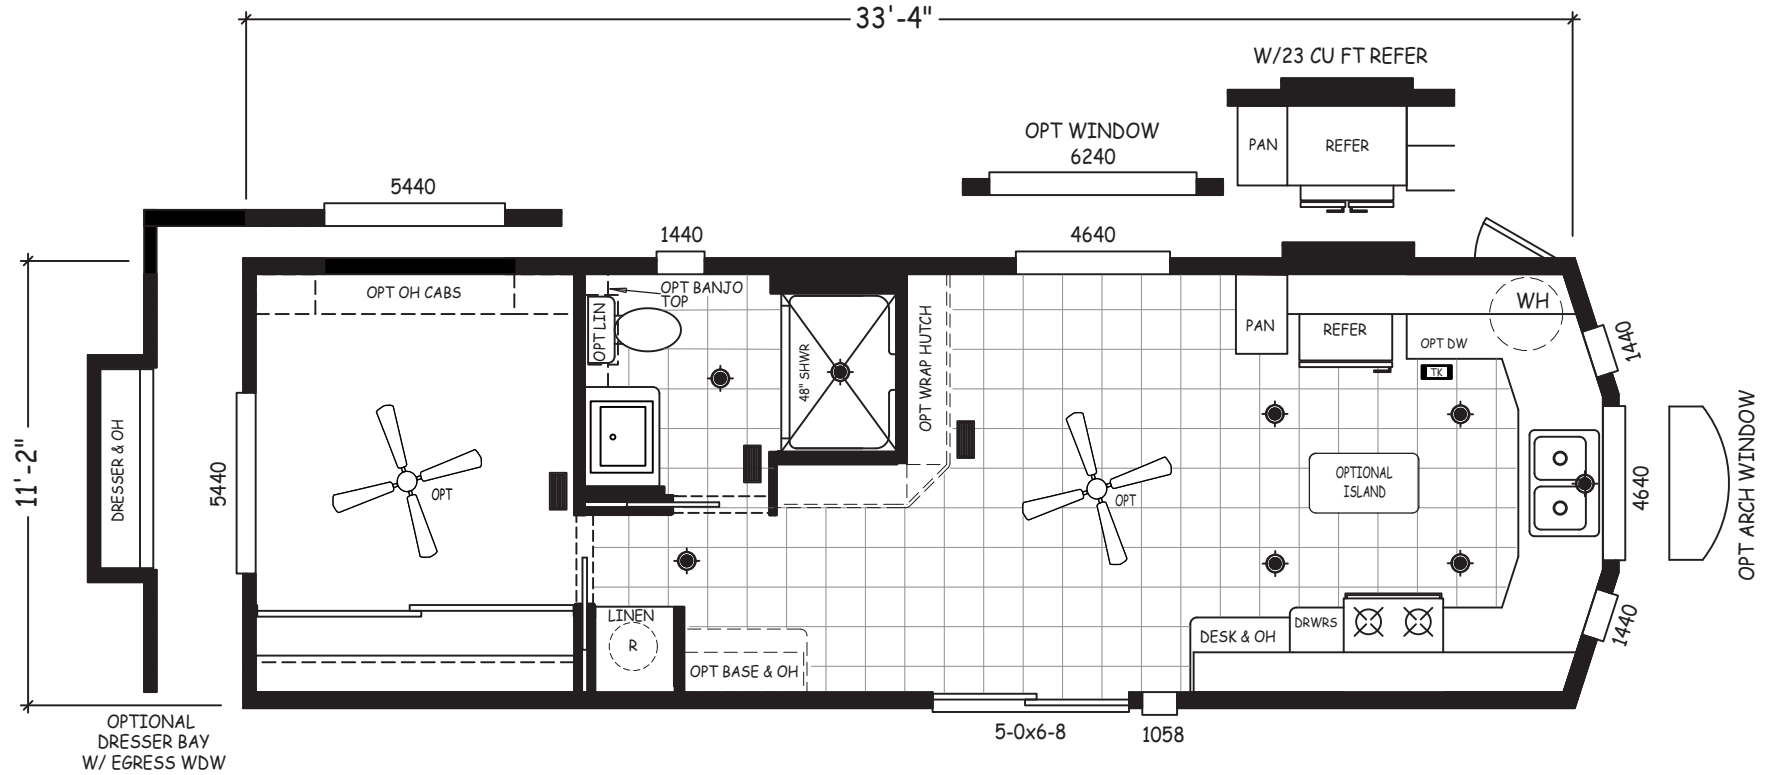 33'-4"
W/23 CU FT REFER
OPT WINDOW
6240
PAN
REFER
5440
1440
4640
OPT OH CABS
OPT BANJO
TOP
OPT LIN
48" SHWR
OPT WRAP HUTCH
PAN
REFER
OPT DW
TK
WH
1440
11'-2"
DRESSER & OH
5440
OPT
OPT
OPTIONAL
ISLAND
4640
OPT ARCH WINDOW
LINEN
R
OPT BASE & OH
DESK & OH
DRWRS
1440
5-0x6-8
1058
OPTIONAL
DRESSER BAY
W/ EGRESS WDW